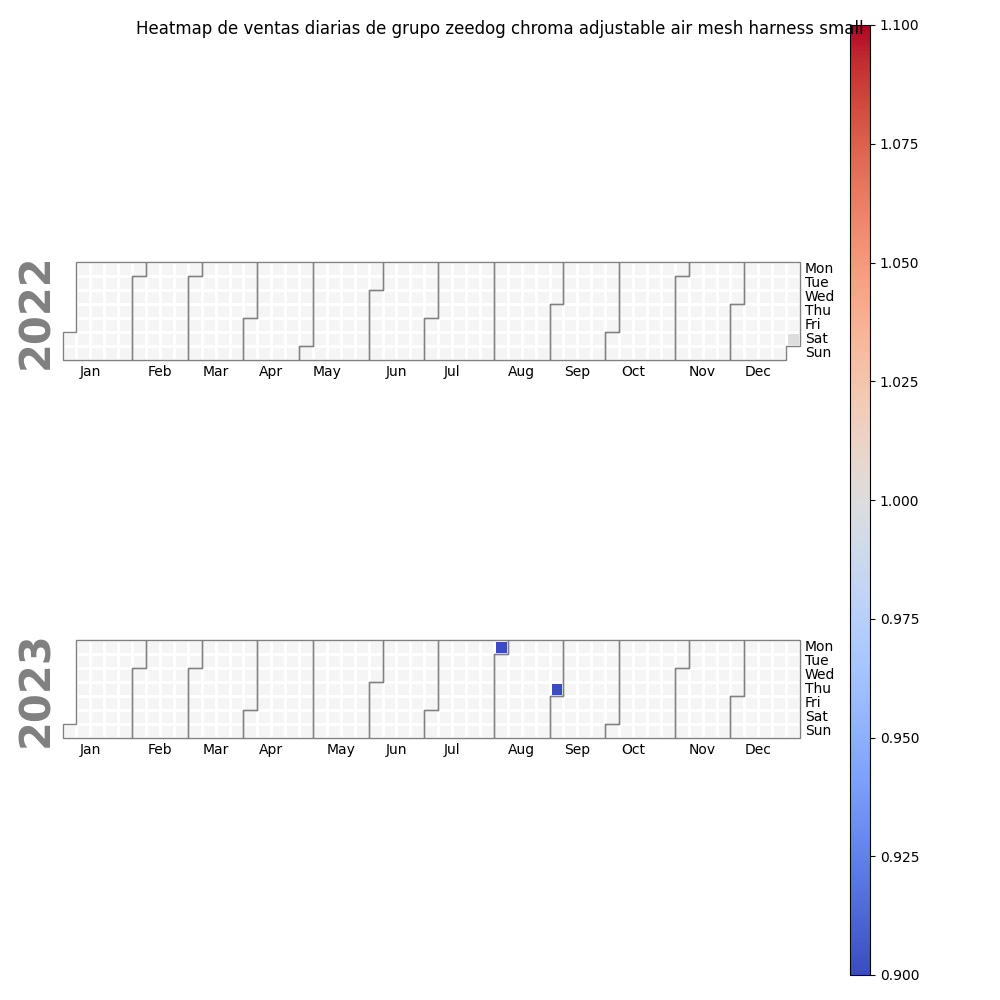 Heatmap de ventas diarias de grupo zeedog chroma adjustable air mesh harness small
2022
Mon
Tue
Wed
Thu
Fri
Sat
Sun
Jan Feb Mar Apr May Jun Jul Aug Sep Oct Nov Dec
2023
Mon
Tue
Wed
Thu
Fri
Sat
Sun
Jan Feb Mar Apr May Jun Jul Aug Sep Oct Nov Dec
1.100
1.075
1.050
1.025
1.000
0.975
0.950
0.925
0.900